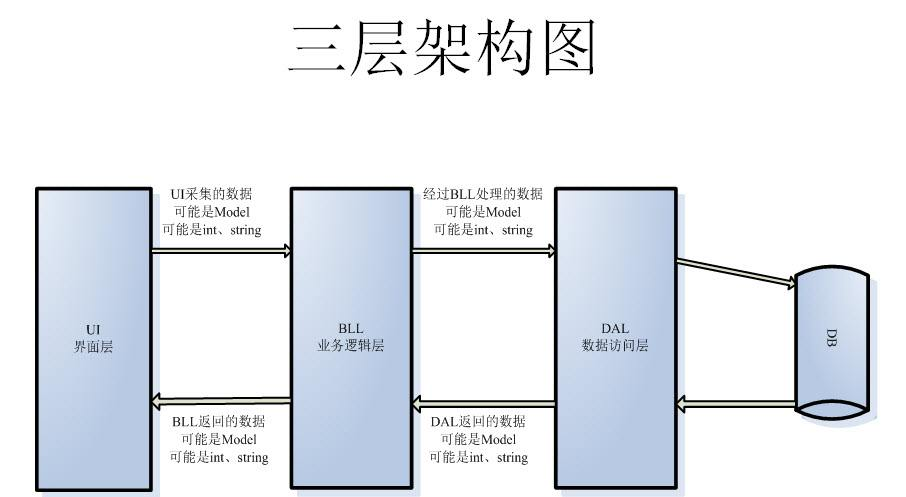 三层架构图
UI采集的数据
可能是Model
可能是int、string
经过BLL处理的数据
可能是Model
可能是int、string
UI
界面层
BLL
业务逻辑层
DAL
数据访问层
DB
BLL返回的数据
可能是Model
可能是int、string
DAL返回的数据
可能是Model
可能是int、string